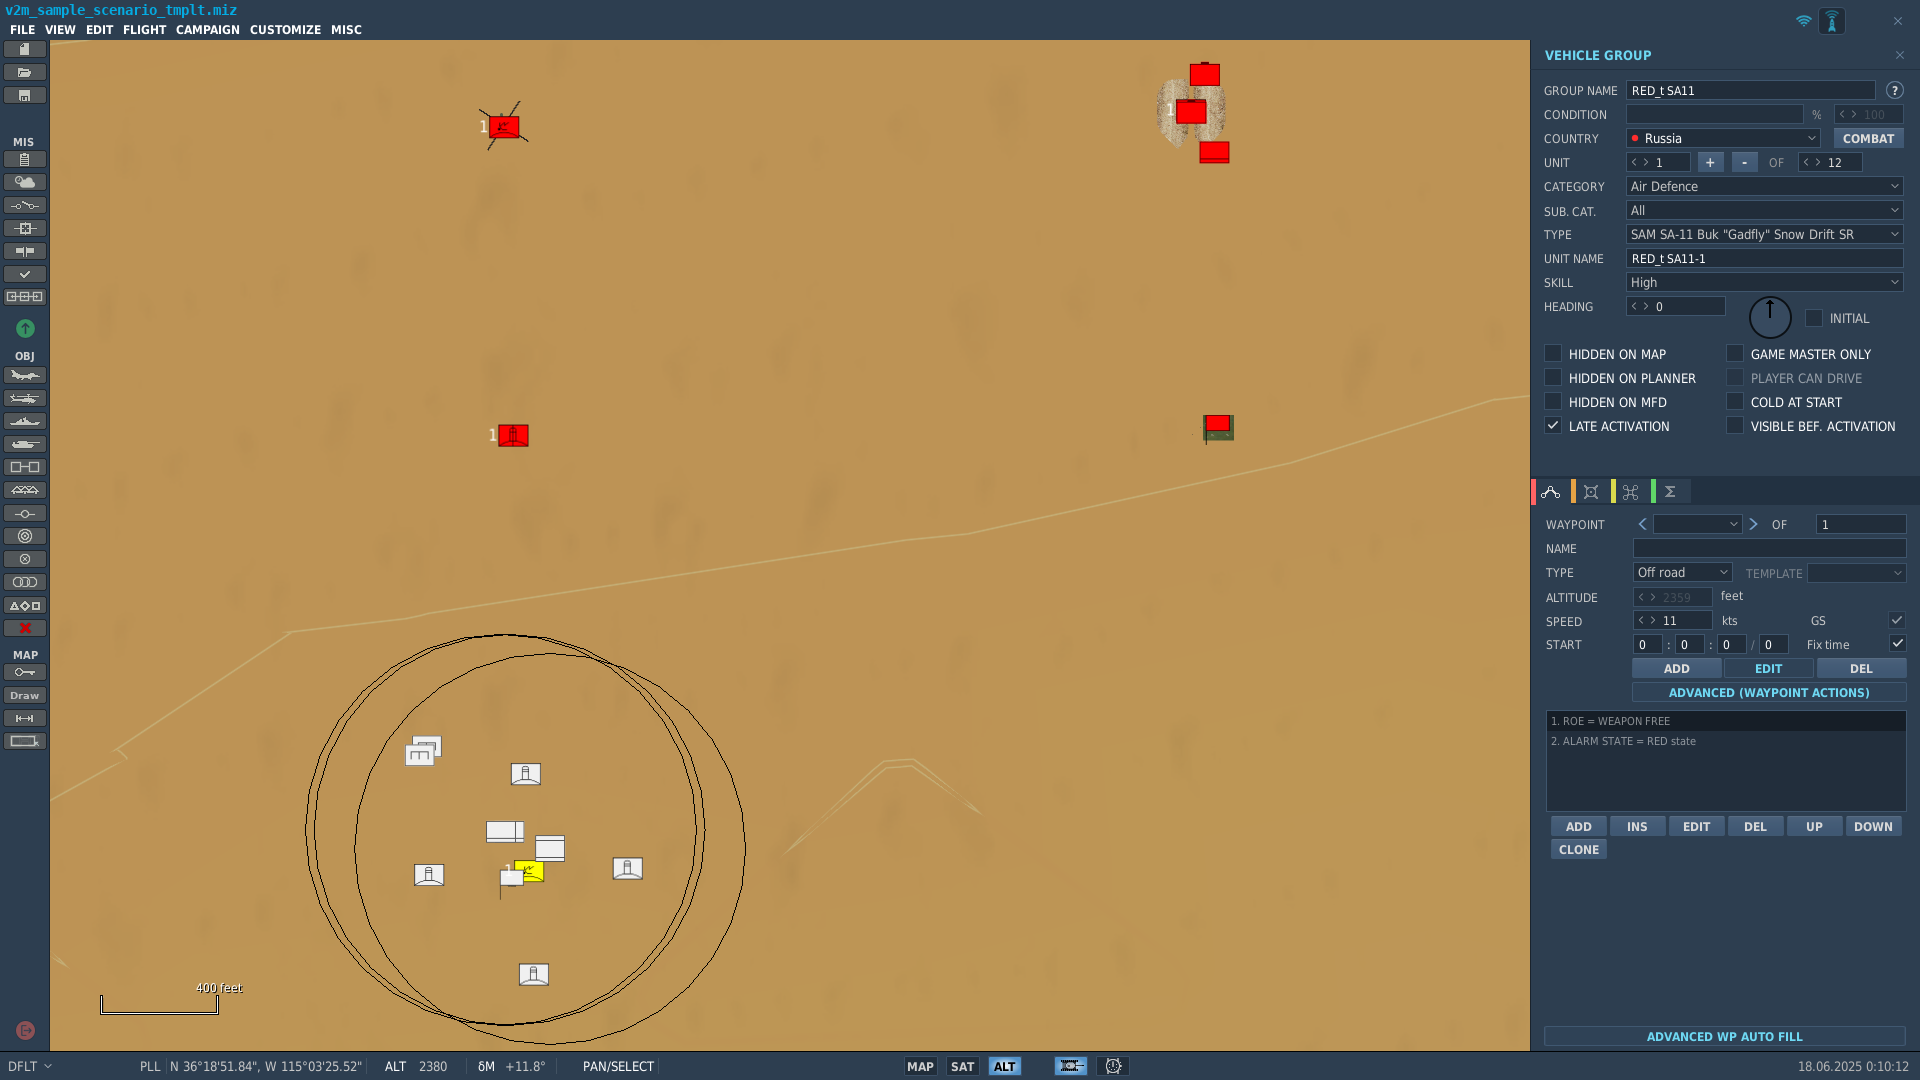 v2m_sample_scenario_tmplt.miz
FILE VIEW EDIT FLIGHT CAMPAIGN CUSTOMIZE MISC
MIS
OBJ
MAP
Draw
1
1
1
1
400 feet
VEHICLE GROUP
GROUP NAME RED_t SA11 ?
CONDITION % 100
COUNTRY Russia COMBAT
UNIT 1 + - OF 12
CATEGORY Air Defence
SUB. CAT. All
TYPE SAM SA-11 Buk "Gadfly" Snow Drift SR
UNIT NAME RED_t SA11-1
SKILL High
HEADING 0 INITIAL
HIDDEN ON MAP GAME MASTER ONLY
HIDDEN ON PLANNER PLAYER CAN DRIVE
HIDDEN ON MFD COLD AT START
LATE ACTIVATION VISIBLE BEF. ACTIVATION
WAYPOINT OF 1
NAME
TYPE Off road TEMPLATE
ALTITUDE 2359 feet
SPEED 11 kts GS
START 0 : 0 : 0 / 0 Fix time
ADD EDIT DEL
ADVANCED (WAYPOINT ACTIONS)
1. ROE = WEAPON FREE
2. ALARM STATE = RED state
ADD INS EDIT DEL UP DOWN
CLONE
ADVANCED WP AUTO FILL
DFLT PLL N 36°18'51.84", W 115°03'25.52" ALT 2380 δM +11.8° PAN/SELECT MAP SAT ALT 18.06.2025 0:10:12